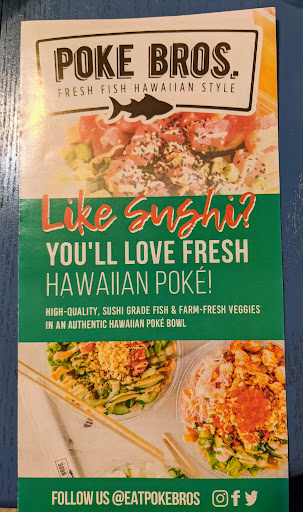 POKE BROS.
FRESH FISH HAWAIIAN STYLE
Like Sushi?
YOU'LL LOVE FRESH
HAWAIIAN POKÉ!
HIGH-QUALITY, SUSHI GRADE FISH & FARM-FRESH VEGGIES
IN AN AUTHENTIC HAWAIIAN POKÉ BOWL
FOLLOW US @EATPOKEBROS